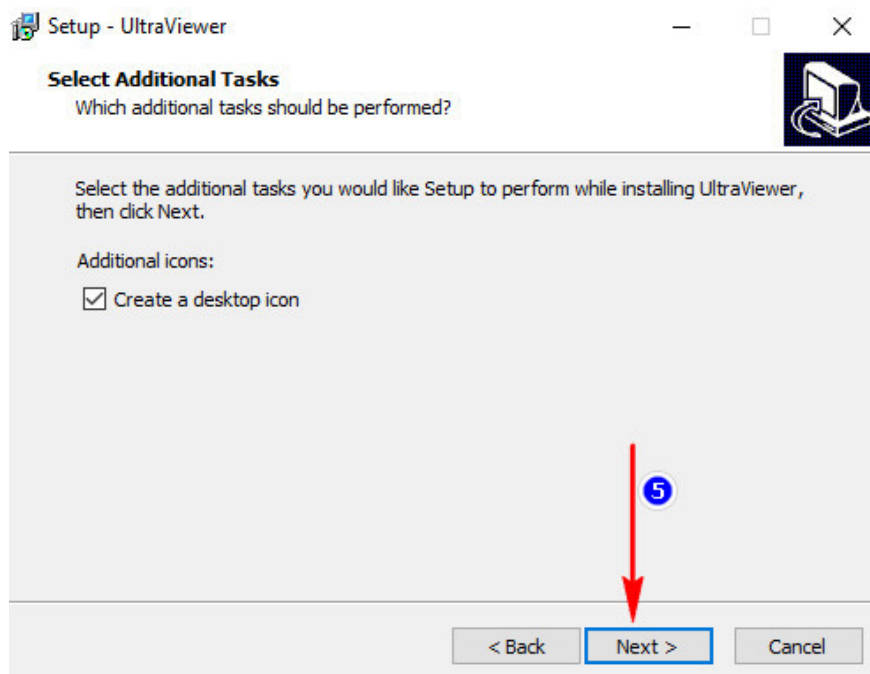 Setup - UltraViewer
Select Additional Tasks
Which additional tasks should be performed?
Select the additional tasks you would like Setup to perform while installing UltraViewer,
then click Next.
Additional icons:
Create a desktop icon
5
< Back
Next >
Cancel